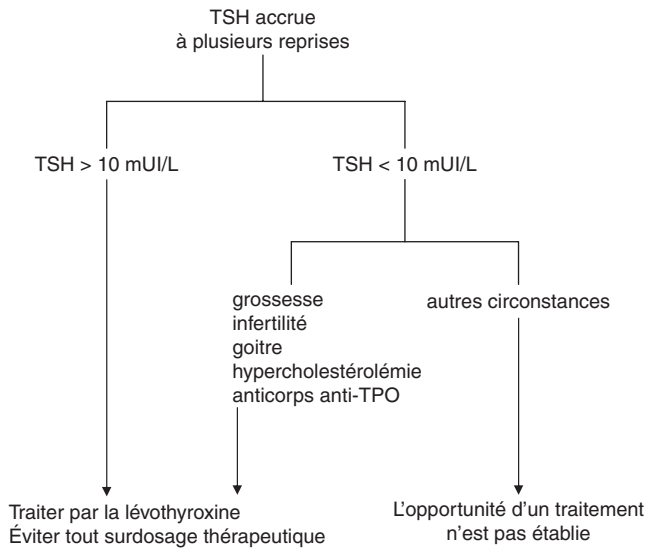 TSH accrue
à plusieurs reprises
TSH > 10 mUI/L
TSH < 10 mUI/L
grossesse
infertilité
goitre
hypercholestérolémie
anticorps anti-TPO
autres circonstances
Traiter par la lévothyroxine
Éviter tout surdosage thérapeutique
L'opportunité d'un traitement
n'est pas établie